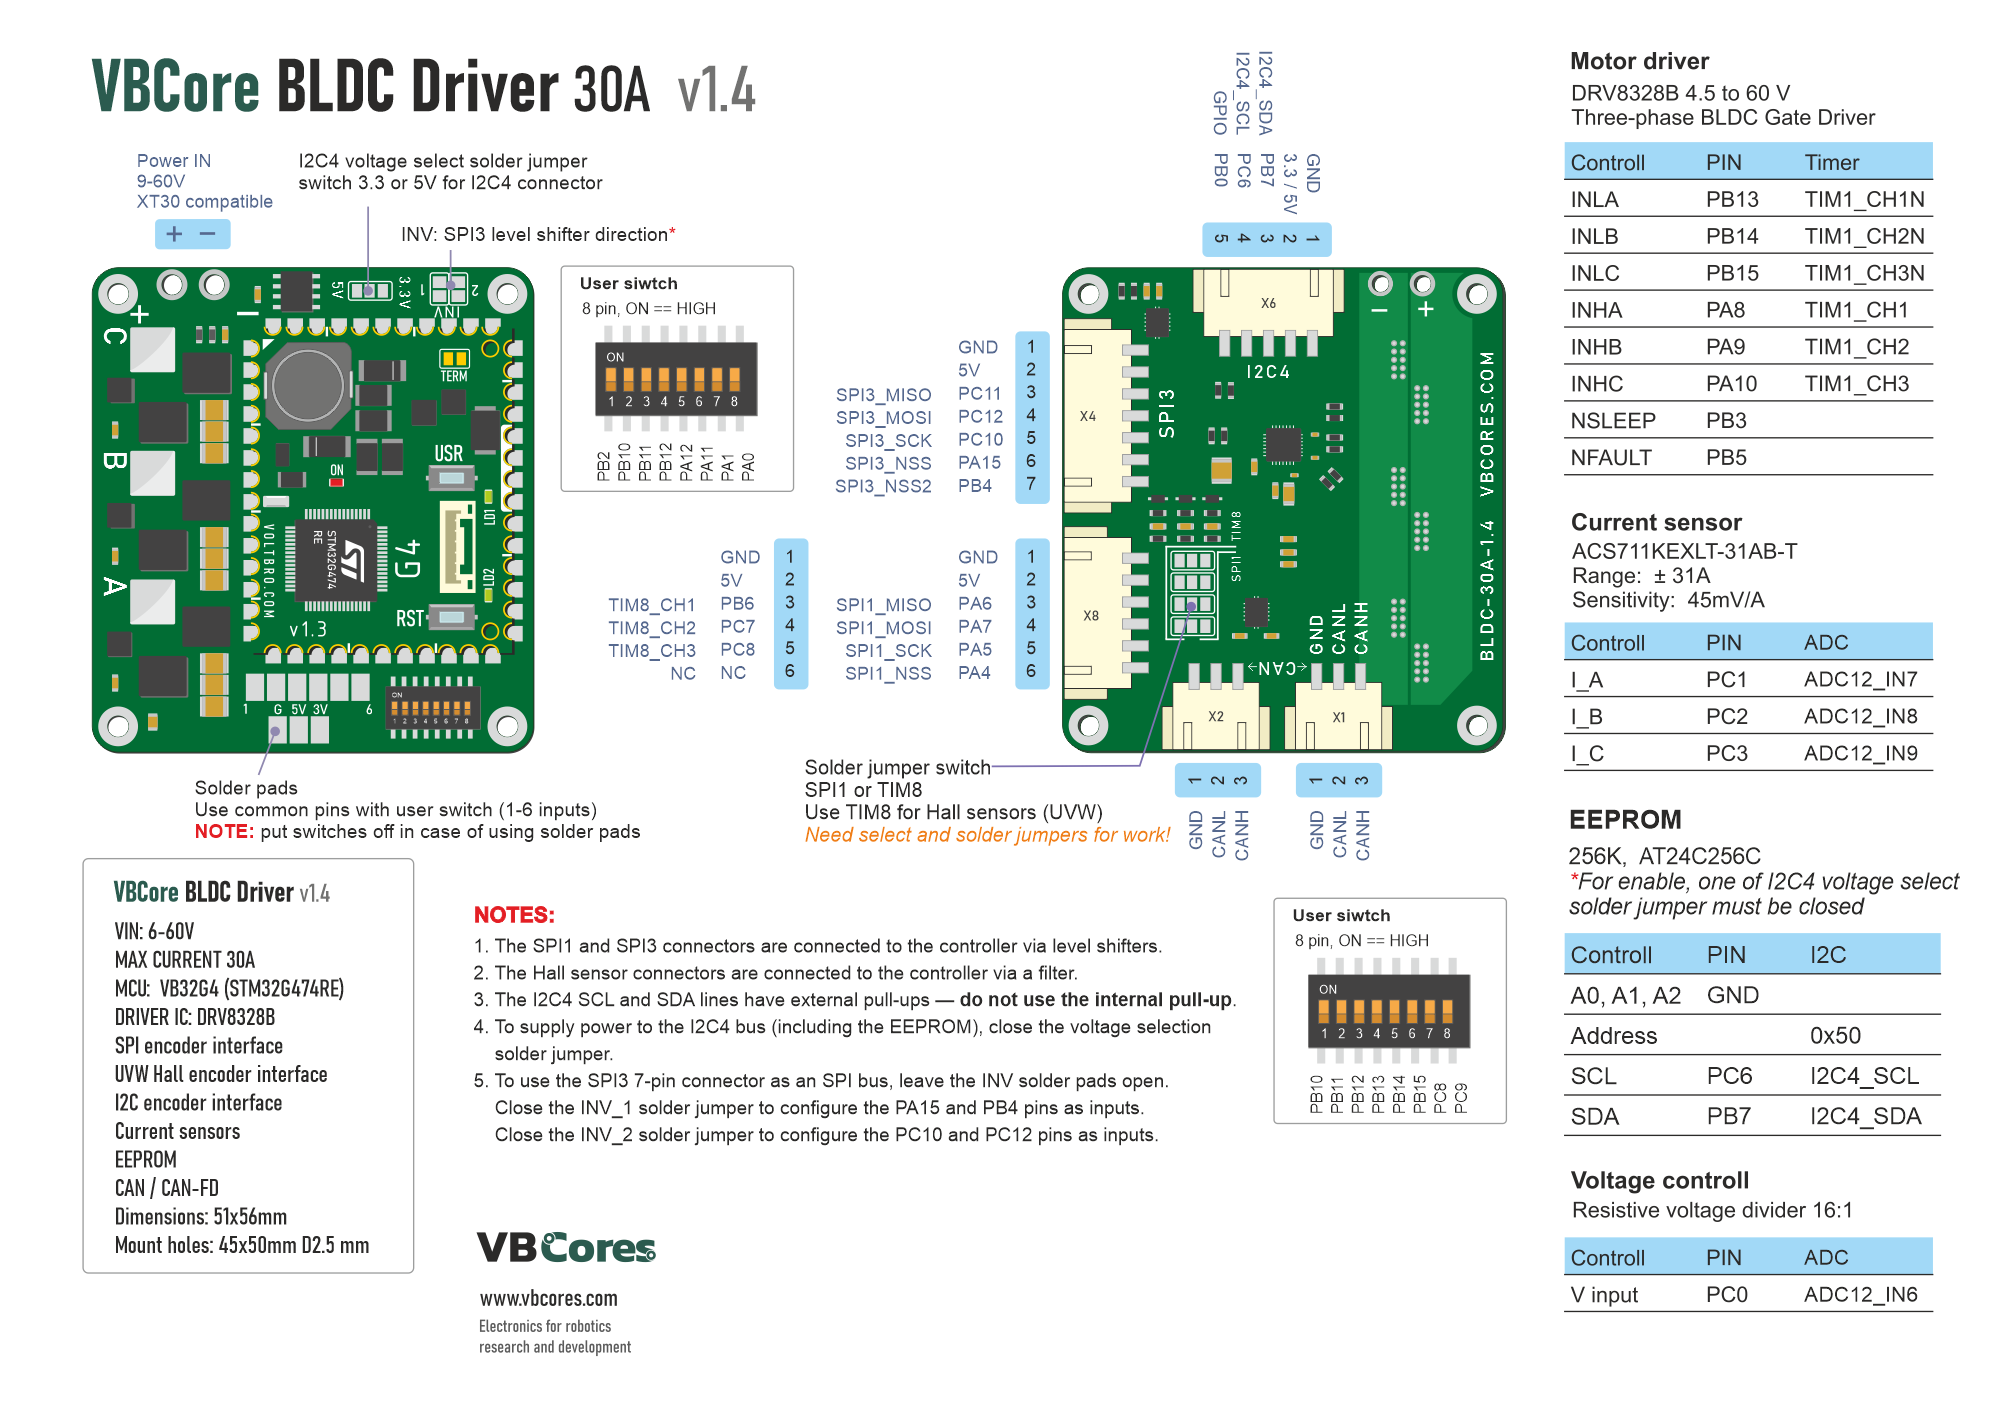 VBCore BLDC Driver 30A v1.4
Power IN
9-60V
XT30 compatible
+ −
I2C4 voltage select solder jumper
switch 3.3 or 5V for I2C4 connector
INV: SPI3 level shifter direction*
5V
3.3V
1
2
INV
+
−
C
B
A
TERM
USR
ON
LD1
LD2
RST
4G
STM32G474
RE
VOLTBRO.COM
v1.3
1 G 5V 3V 6
ON
1 2 3 4 5 6 7 8
Solder pads
Use common pins with user switch (1-6 inputs)
NOTE: put switches off in case of using solder pads
User siwtch
8 pin, ON == HIGH
ON
1 2 3 4 5 6 7 8
PB2
PB10
PB11
PB12
PA12
PA11
PA1
PA0
GPIO PB0
I2C4_SCL PC6
I2C4_SDA PB7
3.3 / 5V
GND
5 4 3 2 1
GND 1
5V 2
SPI3_MISO PC11 3
SPI3_MOSI PC12 4
SPI3_SCK PC10 5
SPI3_NSS PA15 6
SPI3_NSS2 PB4 7
GND 1
5V 2
TIM8_CH1 PB6 3
TIM8_CH2 PC7 4
TIM8_CH3 PC8 5
NC NC 6
GND 1
5V 2
SPI1_MISO PA6 3
SPI1_MOSI PA7 4
SPI1_SCK PA5 5
SPI1_NSS PA4 6
X6
I2C4
−
+
X4
SPI3
X8
SPI1 TIM8
GND
CANL
CANH
←CAN→
X2
X1
BLDC-30A-1.4 VBCORES.COM
1 2 3
GND
CANL
CANH
1 2 3
GND
CANL
CANH
Solder jumper switch
SPI1 or TIM8
Use TIM8 for Hall sensors (UVW)
Need select and solder jumpers for work!
VBCore BLDC Driver v1.4
VIN: 6-60V
MAX CURRENT 30A
MCU: VB32G4 (STM32G474RE)
DRIVER IC: DRV8328B
SPI encoder interface
UVW Hall encoder interface
I2C encoder interface
Current sensors
EEPROM
CAN / CAN-FD
Dimensions: 51x56mm
Mount holes: 45x50mm D2.5 mm
NOTES:
1. The SPI1 and SPI3 connectors are connected to the controller via level shifters.
2. The Hall sensor connectors are connected to the controller via a filter.
3. The I2C4 SCL and SDA lines have external pull-ups — do not use the internal pull-up.
4. To supply power to the I2C4 bus (including the EEPROM), close the voltage selection
solder jumper.
5. To use the SPI3 7-pin connector as an SPI bus, leave the INV solder pads open.
Close the INV_1 solder jumper to configure the PA15 and PB4 pins as inputs.
Close the INV_2 solder jumper to configure the PC10 and PC12 pins as inputs.
VBCores
www.vbcores.com
Electronics for robotics
research and development
User siwtch
8 pin, ON == HIGH
ON
1 2 3 4 5 6 7 8
PB10
PB11
PB12
PB13
PB14
PB15
PC8
PC9
Motor driver
DRV8328B 4.5 to 60 V
Three-phase BLDC Gate Driver
Controll PIN Timer
INLA PB13 TIM1_CH1N
INLB PB14 TIM1_CH2N
INLC PB15 TIM1_CH3N
INHA PA8 TIM1_CH1
INHB PA9 TIM1_CH2
INHC PA10 TIM1_CH3
NSLEEP PB3
NFAULT PB5
Current sensor
ACS711KEXLT-31AB-T
Range: ± 31A
Sensitivity: 45mV/A
Controll PIN ADC
I_A PC1 ADC12_IN7
I_B PC2 ADC12_IN8
I_C PC3 ADC12_IN9
EEPROM
256K, AT24C256C
*For enable, one of I2C4 voltage select
solder jumper must be closed
Controll PIN I2C
A0, A1, A2 GND
Address 0x50
SCL PC6 I2C4_SCL
SDA PB7 I2C4_SDA
Voltage controll
Resistive voltage divider 16:1
Controll PIN ADC
V input PC0 ADC12_IN6